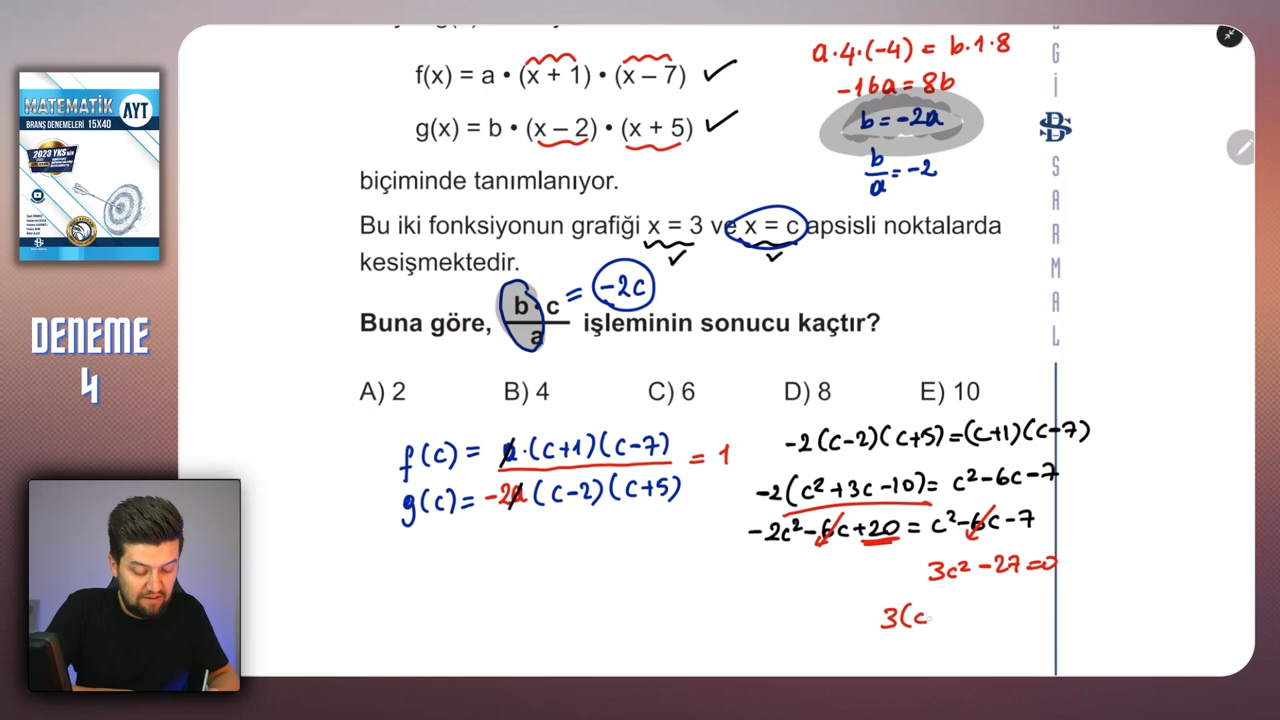 f(x) = a • (x + 1) • (x – 7)
g(x) = b • (x – 2) • (x + 5)
biçiminde tanımlanıyor.
Bu iki fonksiyonun grafiği x = 3 ve x = c apsisli noktalarda
kesişmektedir.
Buna göre, b • c / a = -2c işleminin sonucu kaçtır?
A) 2 B) 4 C) 6 D) 8 E) 10
a·4·(-4) = b·1·8
-16a = 8b
b = -2a
b/a = -2
f(c) = a·(c+1)(c-7)
g(c) = -2a(c-2)(c+5)
= 1
-2(c-2)(c+5)=(c+1)(c-7)
-2(c²+3c-10)= c²-6c-7
-2c²-6c+20 = c²-6c-7
3c²-27=0
3(c
MATEMATİK AYT
BRANŞ DENEMELERİ 15X40
2023 YKS'NİN
DENEME
4
G
İ
S
A
R
M
A
L